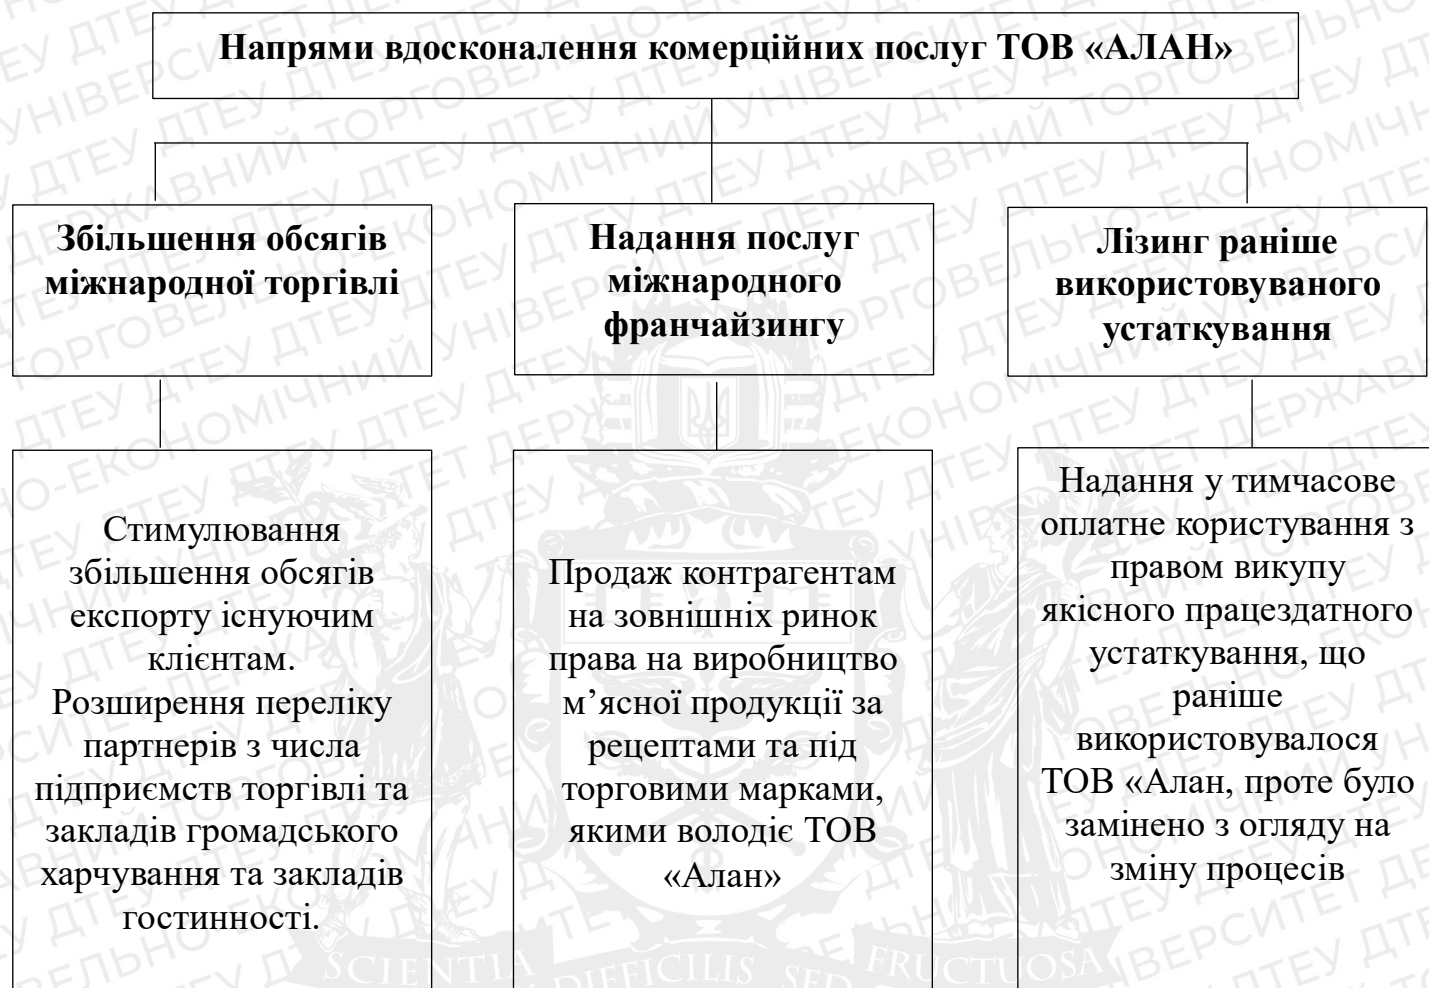 Напрями вдосконалення комерційних послуг ТОВ «АЛАН»
Збільшення обсягів
міжнародної торгівлі
Надання послуг
міжнародного
франчайзингу
Лізинг раніше
використовуваного
устаткування
Стимулювання
збільшення обсягів
експорту існуючим
клієнтам.
Розширення переліку
партнерів з числа
підприємств торгівлі та
закладів громадського
харчування та закладів
гостинності.
Продаж контрагентам
на зовнішніх ринок
права на виробництво
м’ясної продукції за
рецептами та під
торговими марками,
якими володіє ТОВ
«Алан»
Надання у тимчасове
оплатне користування з
правом викупу
якісного працездатного
устаткування, що
раніше
використовувалося
ТОВ «Алан, проте було
замінено з огляду на
зміну процесів
SCIENTIA DIFFICILIS SED FRUCTUOSA